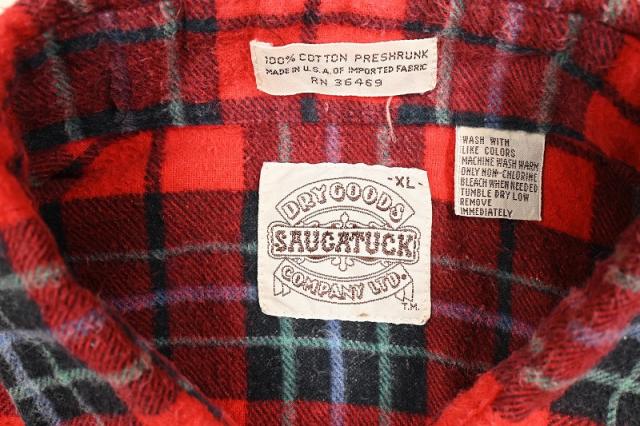 100% COTTON PRESHRUNK
MADE IN U.S.A. OF IMPORTED FABRIC
RN 36469
WASH WITH
LIKE COLORS
MACHINE WASH WARM
ONLY NON-CHLORINE
BLEACH WHEN NEEDED
TUMBLE DRY LOW
REMOVE
IMMEDIATELY
-XL-
DRY GOODS
SAUGATUCK
COMPANY LTD.
T.M.